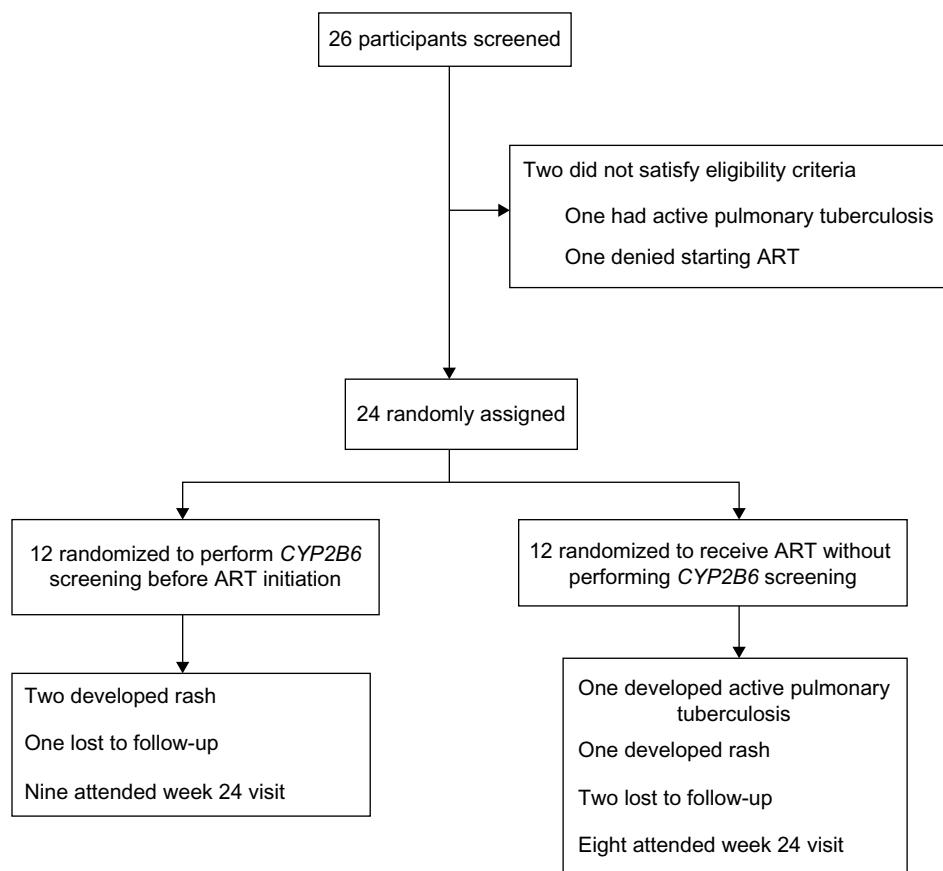 26 participants screened
Two did not satisfy eligibility criteria
One had active pulmonary tuberculosis
One denied starting ART
24 randomly assigned
12 randomized to perform CYP2B6
screening before ART initiation
12 randomized to receive ART without
performing CYP2B6 screening
Two developed rash
One lost to follow-up
Nine attended week 24 visit
One developed active pulmonary
tuberculosis
One developed rash
Two lost to follow-up
Eight attended week 24 visit